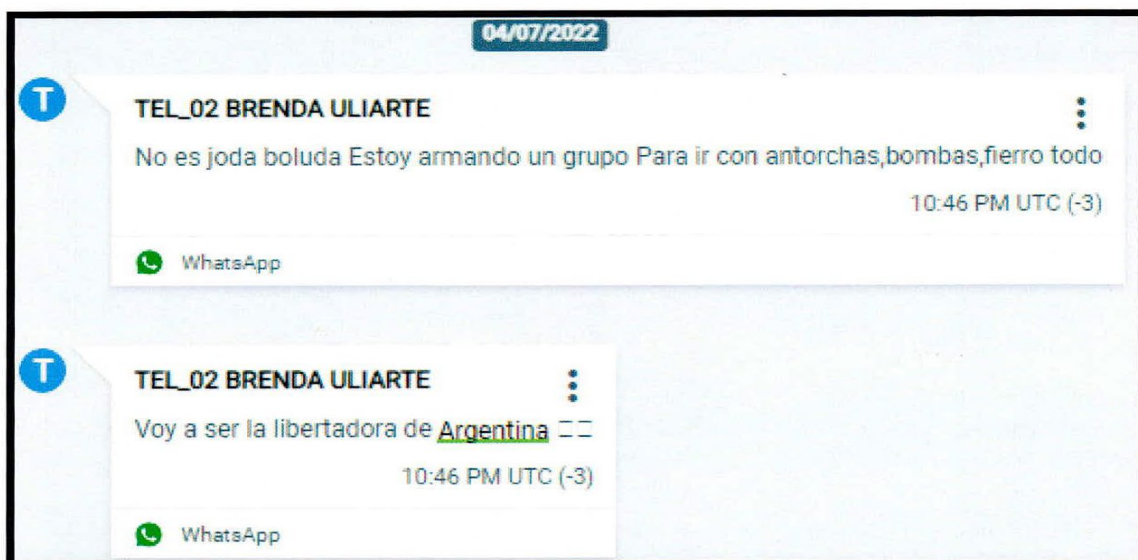 04/07/2022
T
TEL_02 BRENDA ULIARTE
No es joda boluda Estoy armando un grupo Para ir con antorchas,bombas,fierro todo
10:46 PM UTC (-3)
WhatsApp
T
TEL_02 BRENDA ULIARTE
Voy a ser la libertadora de Argentina □□
10:46 PM UTC (-3)
WhatsApp